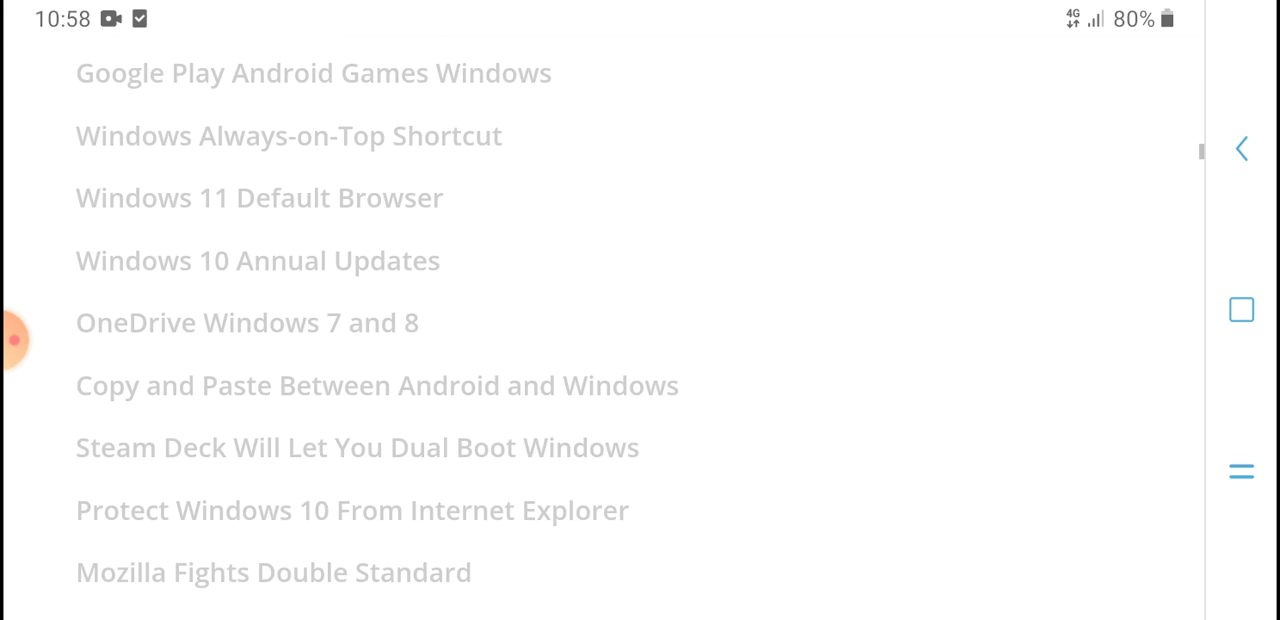 10:58
4G
80%
Google Play Android Games Windows
Windows Always-on-Top Shortcut
Windows 11 Default Browser
Windows 10 Annual Updates
OneDrive Windows 7 and 8
Copy and Paste Between Android and Windows
Steam Deck Will Let You Dual Boot Windows
Protect Windows 10 From Internet Explorer
Mozilla Fights Double Standard